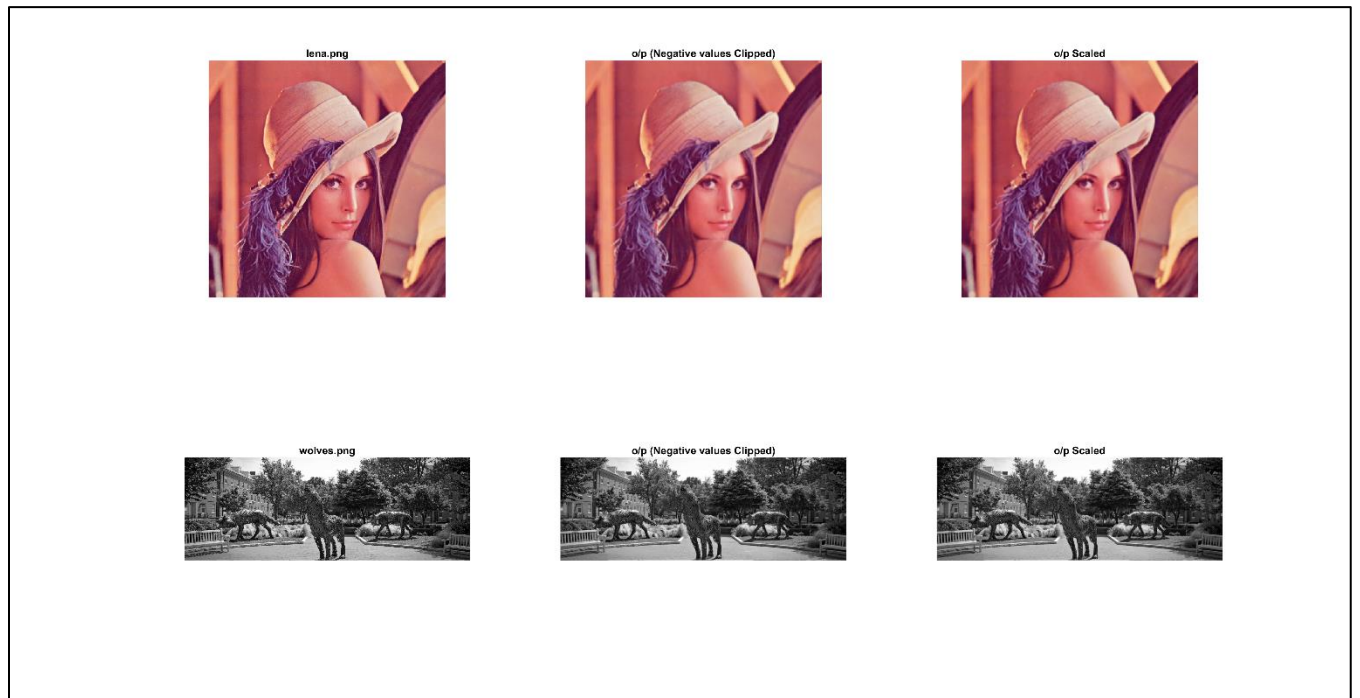 lena.png
o/p (Negative values Clipped)
o/p Scaled
wolves.png
o/p (Negative values Clipped)
o/p Scaled